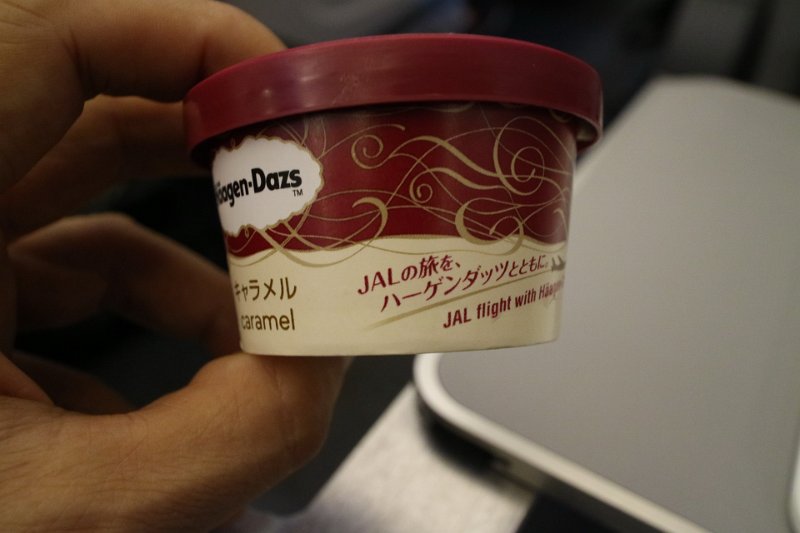 Häagen-Dazs
TM
キャラメル
caramel
JALの旅を、
ハーゲンダッツとともに。
JAL flight with Häagen